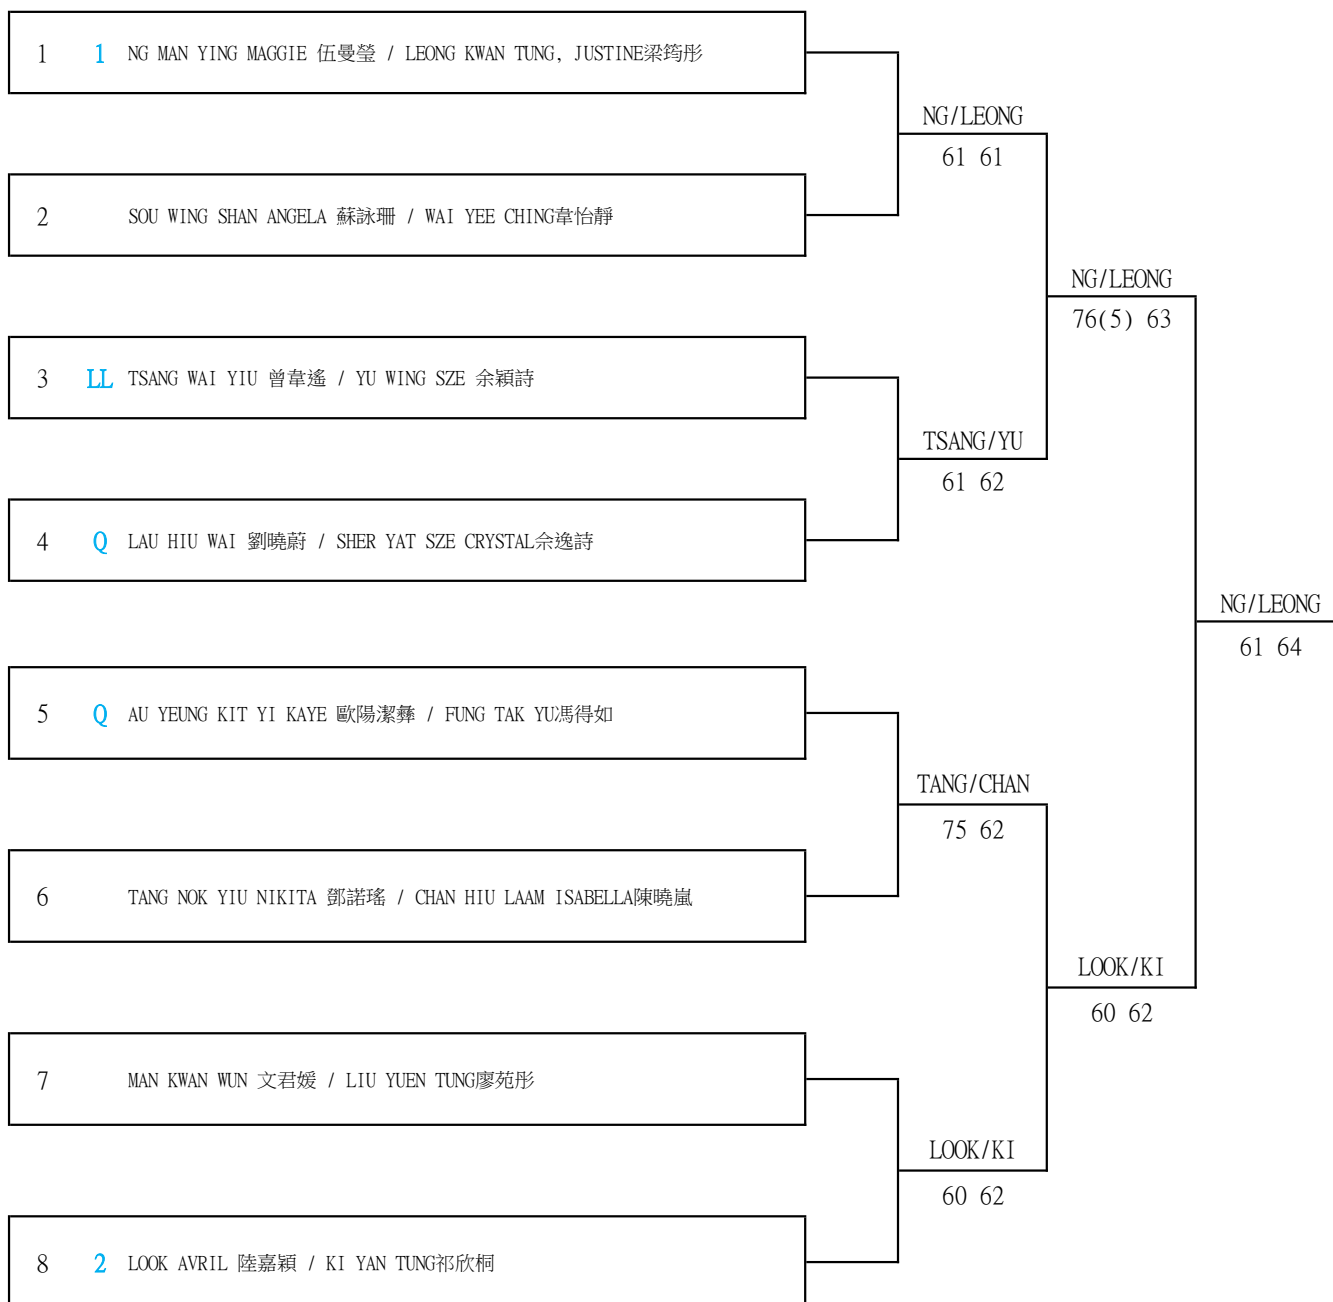 1 1 NG MAN YING MAGGIE 伍曼瑩 / LEONG KWAN TUNG, JUSTINE梁筠彤
NG/LEONG
61 61
2 SOU WING SHAN ANGELA 蘇詠珊 / WAI YEE CHING韋怡靜
NG/LEONG
76(5) 63
3 LL TSANG WAI YIU 曾韋遙 / YU WING SZE 余穎詩
TSANG/YU
61 62
4 Q LAU HIU WAI 劉曉蔚 / SHER YAT SZE CRYSTAL佘逸詩
NG/LEONG
61 64
5 Q AU YEUNG KIT YI KAYE 歐陽潔彝 / FUNG TAK YU馮得如
TANG/CHAN
75 62
6 TANG NOK YIU NIKITA 鄧諾瑤 / CHAN HIU LAAM ISABELLA陳曉嵐
LOOK/KI
60 62
7 MAN KWAN WUN 文君媛 / LIU YUEN TUNG廖苑彤
LOOK/KI
60 62
8 2 LOOK AVRIL 陸嘉穎 / KI YAN TUNG祁欣桐